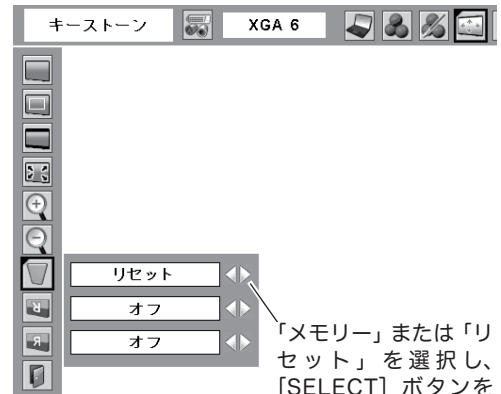 キーストーン
XGA 6
リセット
オフ
オフ
「メモリー」または「リ
セット」を選択し、
［SELECT］ボタンを